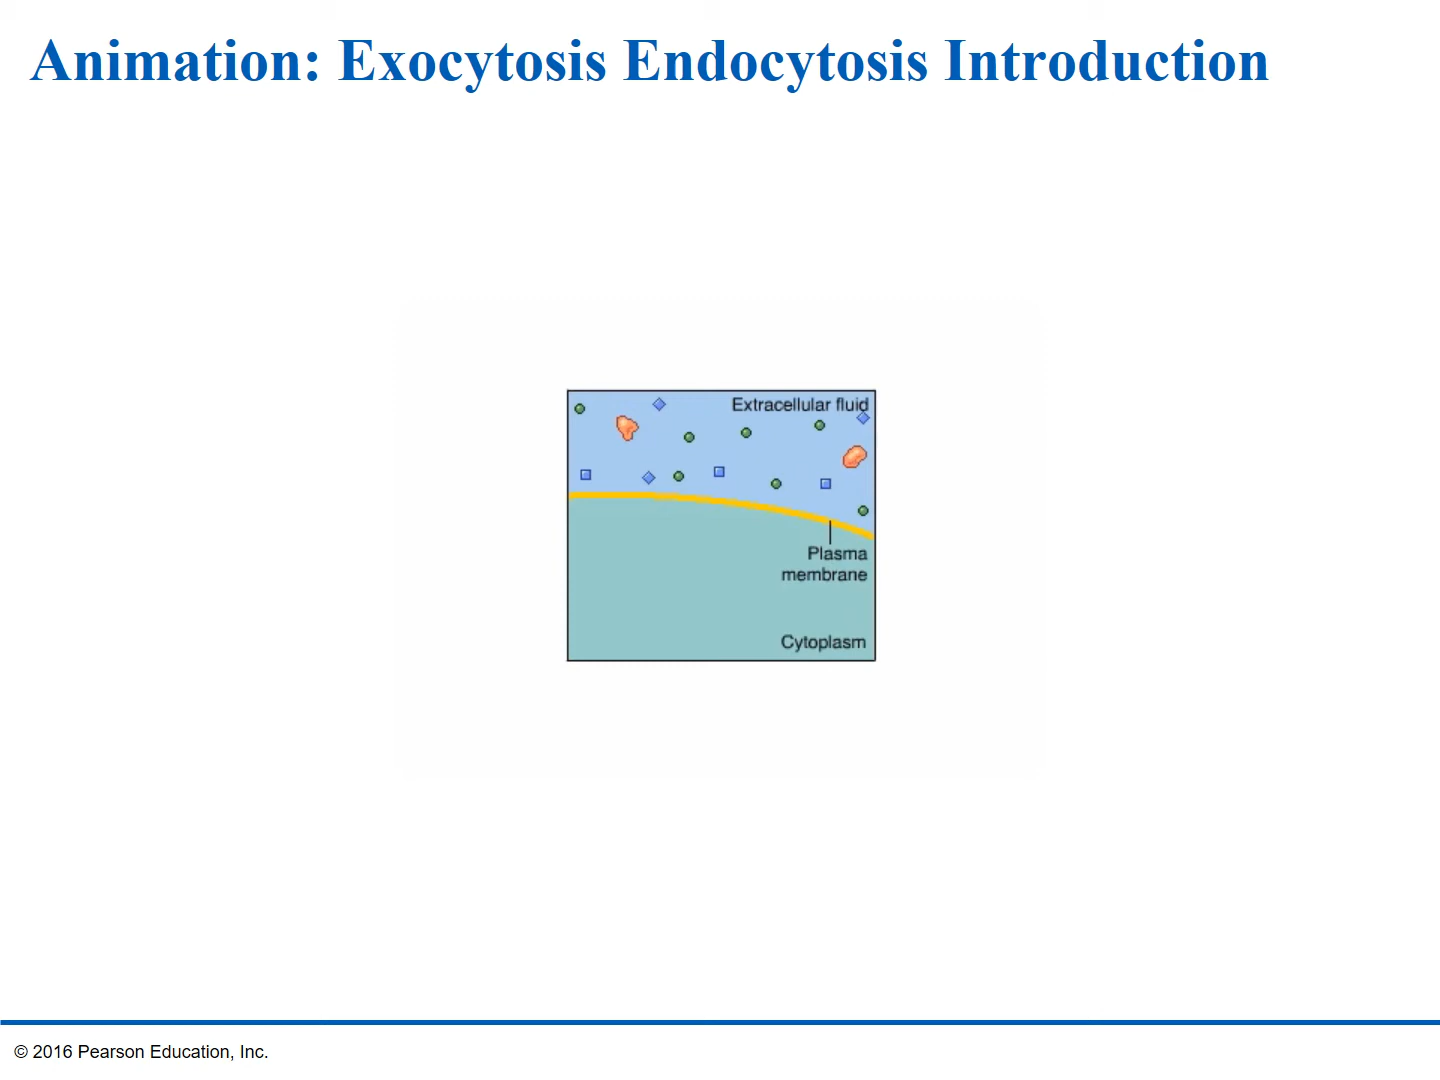 Animation: Exocytosis Endocytosis Introduction
Extracellular fluid
Plasma
membrane
Cytoplasm
© 2016 Pearson Education, Inc.